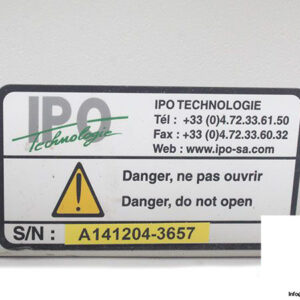 IPO
Technologie
IPO TECHNOLOGIE
Tél : +33 (0)4.72.33.61.50
Fax : +33 (0)4.72.33.60.32
Web : www.ipo-sa.com
Danger, ne pas ouvrir
Danger, do not open
S/N : A141204-3657